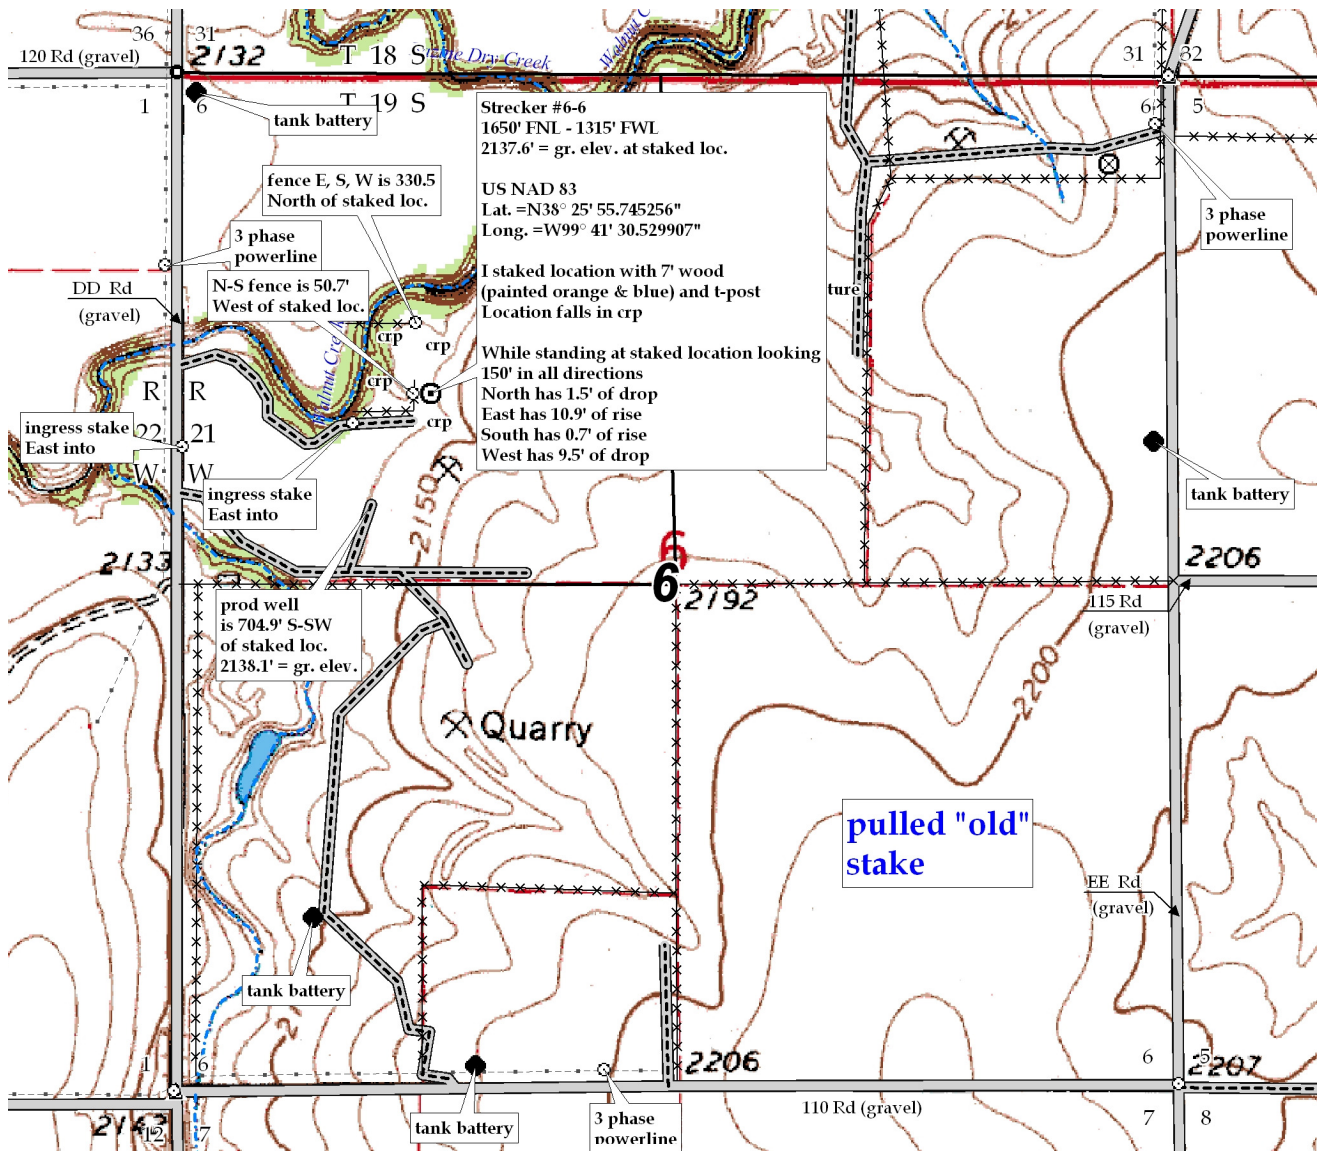 36 31
31 32
120 Rd (gravel)
2132
T 18 S
Dry Creek
Walnut C
1 6
T 19 S
6 5
tank battery
Strecker #6-6
1650' FNL - 1315' FWL
2137.6' = gr. elev. at staked loc.
US NAD 83
Lat. =N38° 25' 55.745256"
Long. =W99° 41' 30.529907"
I staked location with 7' wood
(painted orange & blue) and t-post
Location falls in crp
While standing at staked location looking
150' in all directions
North has 1.5' of drop
East has 10.9' of rise
South has 0.7' of rise
West has 9.5' of drop
fence E, S, W is 330.5
North of staked loc.
3 phase
powerline
3 phase
powerline
N-S fence is 50.7'
West of staked loc.
DD Rd
(gravel)
ture
crp
crp
crp
crp
Walnut Creek
R R
22 21
W W
ingress stake
East into
ingress stake
East into
tank battery
2150
2133
6
6
2192
2206
115 Rd
(gravel)
prod well
is 704.9' S-SW
of staked loc.
2138.1' = gr. elev.
2200
Quarry
pulled "old"
stake
EE Rd
(gravel)
tank battery
1 6
2206
6 5
2207
tank battery
3 phase
powerline
110 Rd (gravel)
2142
12 7
7 8